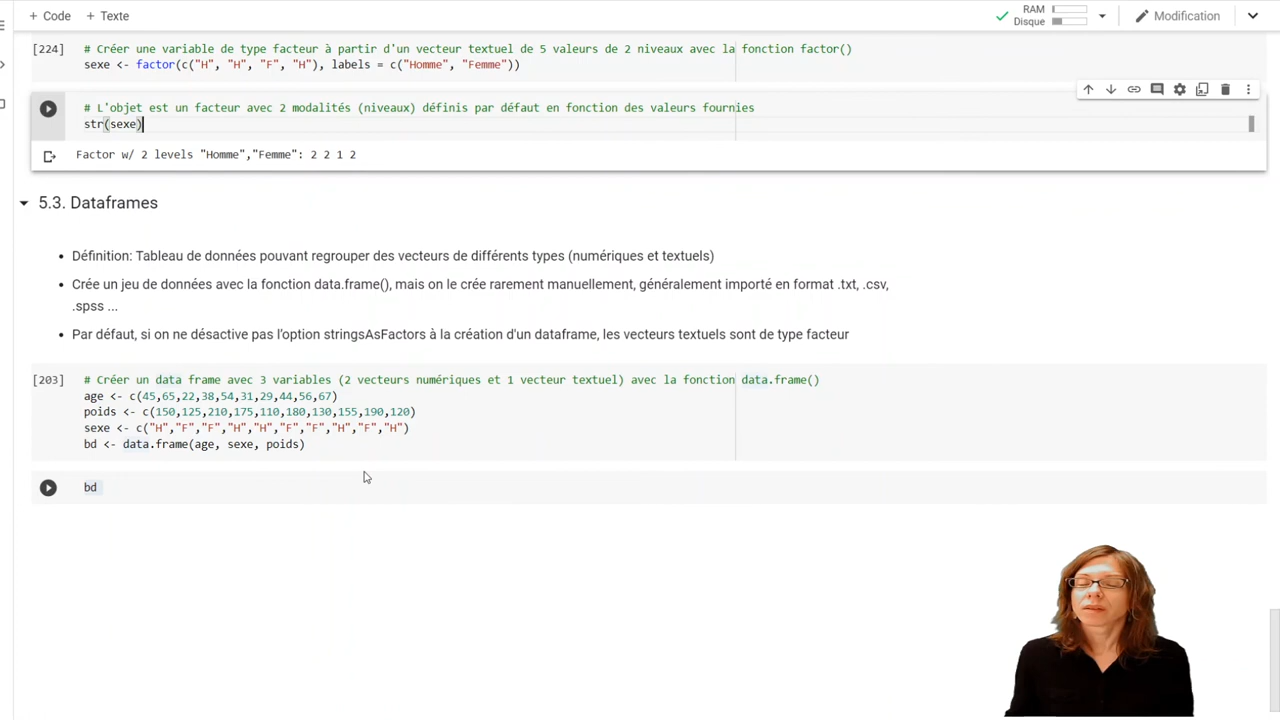 + Code + Texte
RAM
Disque
Modification
[224] # Créer une variable de type facteur à partir d'un vecteur textuel de 5 valeurs de 2 niveaux avec la fonction factor()
sexe <- factor(c("H", "H", "F", "H"), labels = c("Homme", "Femme"))
# L'objet est un facteur avec 2 modalités (niveaux) définis par défaut en fonction des valeurs fournies
str(sexe)
Factor w/ 2 levels "Homme","Femme": 2 2 1 2
5.3. Dataframes
• Définition: Tableau de données pouvant regrouper des vecteurs de différents types (numériques et textuels)
• Crée un jeu de données avec la fonction data.frame(), mais on le crée rarement manuellement, généralement importé en format .txt, .csv,
.spss ...
• Par défaut, si on ne désactive pas l'option stringsAsFactors à la création d'un dataframe, les vecteurs textuels sont de type facteur
[203] # Créer un data frame avec 3 variables (2 vecteurs numériques et 1 vecteur textuel) avec la fonction data.frame()
age <- c(45,65,22,38,54,31,29,44,56,67)
poids <- c(150,125,210,175,110,180,130,155,190,120)
sexe <- c("H","F","F","H","H","F","F","H","F","H")
bd <- data.frame(age, sexe, poids)
bd